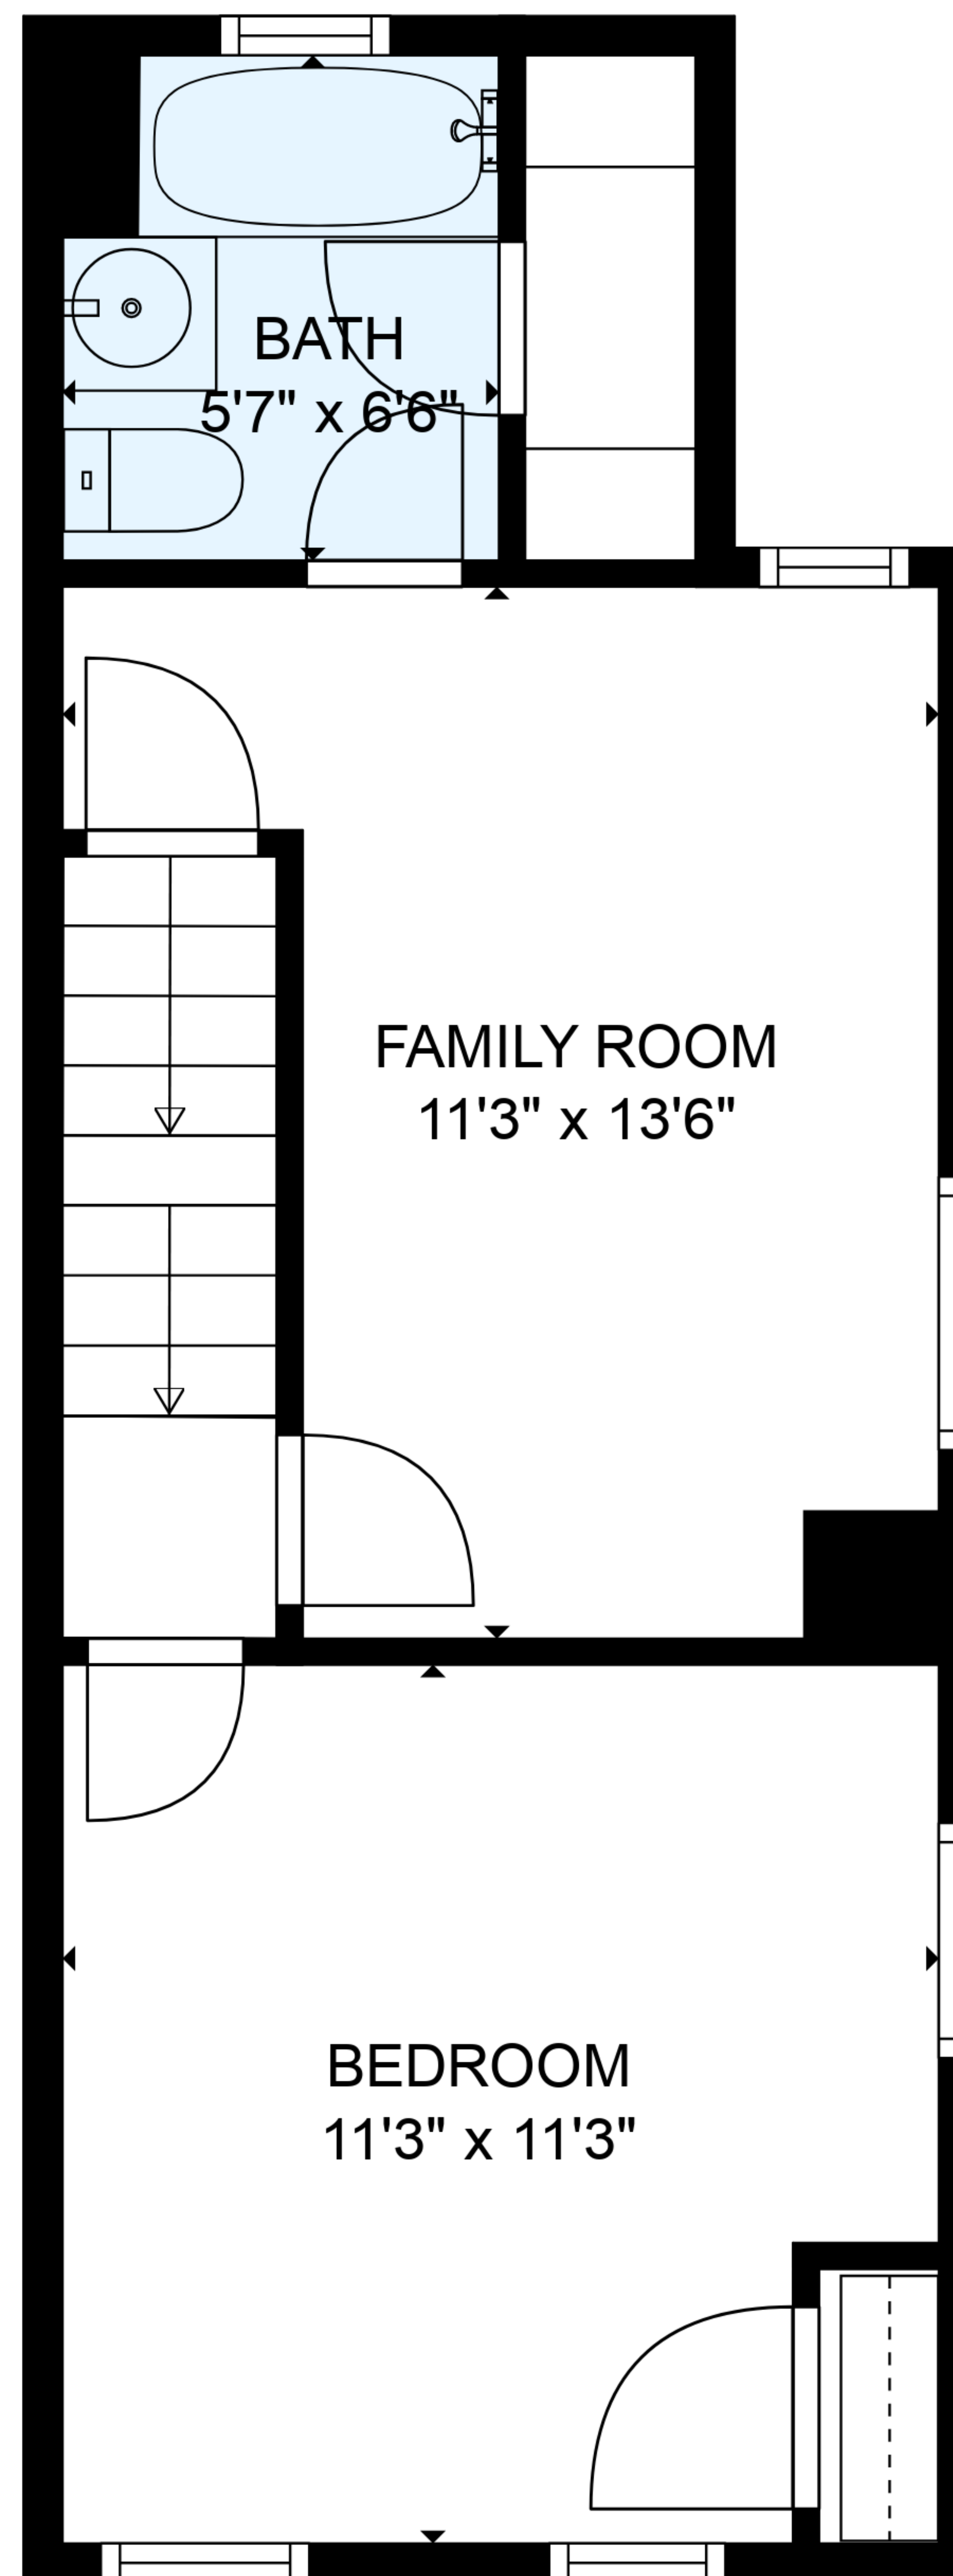 BATH
5'7" x 6'6"
FAMILY ROOM
11'3" x 13'6"
BEDROOM
11'3" x 11'3"